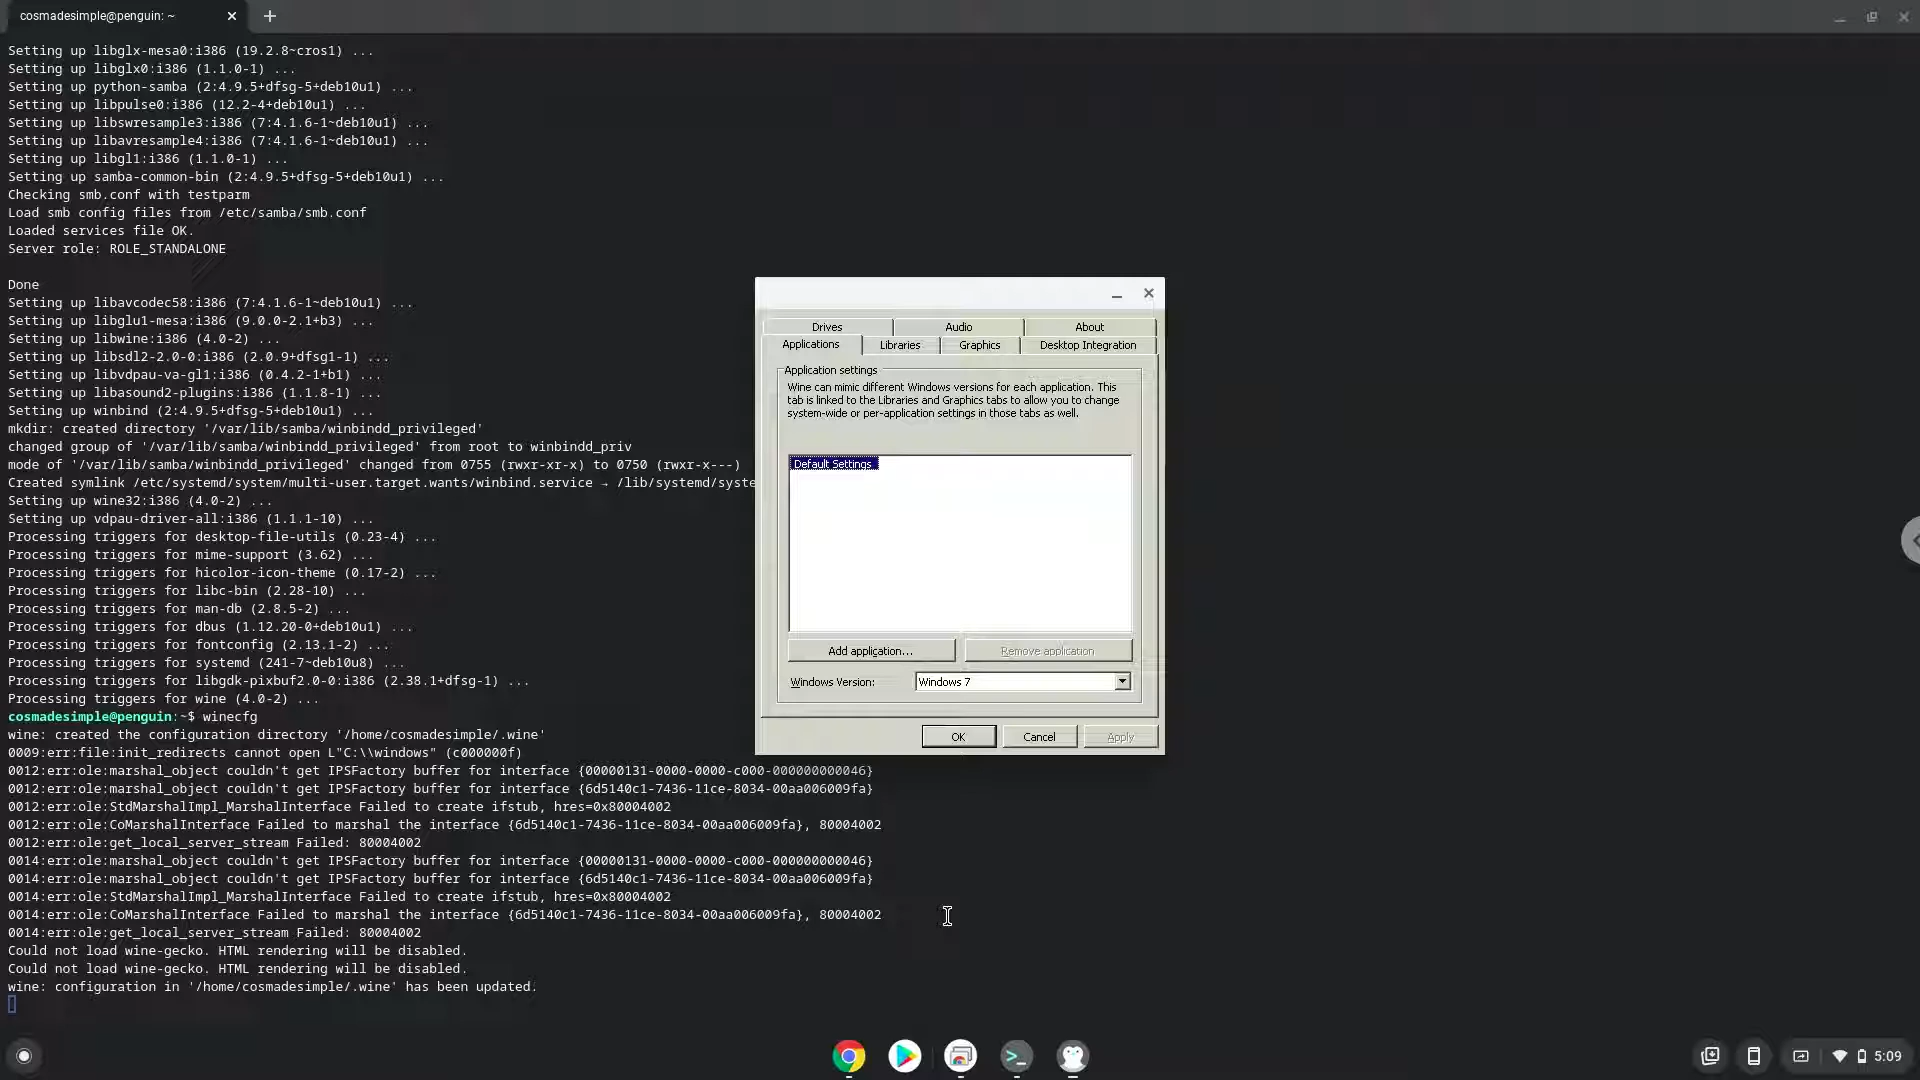 cosmadesimple@penguin: ~
Setting up libglx-mesa0:i386 (19.2.8~cros1) ...
Setting up libglx0:i386 (1.1.0-1) ...
Setting up python-samba (2:4.9.5+dfsg-5+deb10u1) ...
Setting up libpulse0:i386 (12.2-4+deb10u1) ...
Setting up libswresample3:i386 (7:4.1.6-1~deb10u1) ...
Setting up libavresample4:i386 (7:4.1.6-1~deb10u1) ...
Setting up libgl1:i386 (1.1.0-1) ...
Setting up samba-common-bin (2:4.9.5+dfsg-5+deb10u1) ...
Checking smb.conf with testparm
Load smb config files from /etc/samba/smb.conf
Loaded services file OK.
Server role: ROLE_STANDALONE
Done
Setting up libavcodec58:i386 (7:4.1.6-1~deb10u1) ...
Setting up libglu1-mesa:i386 (9.0.0-2.1+b3) ...
Setting up libwine:i386 (4.0-2) ...
Setting up libsdl2-2.0-0:i386 (2.0.9+dfsg1-1) ...
Setting up libvdpau-va-gl1:i386 (0.4.2-1+b1) ...
Setting up libasound2-plugins:i386 (1.1.8-1) ...
Setting up winbind (2:4.9.5+dfsg-5+deb10u1) ...
mkdir: created directory '/var/lib/samba/winbindd_privileged'
changed group of '/var/lib/samba/winbindd_privileged' from root to winbindd_priv
mode of '/var/lib/samba/winbindd_privileged' changed from 0755 (rwxr-xr-x) to 0750 (rwxr-x---)
Created symlink /etc/systemd/system/multi-user.target.wants/winbind.service → /lib/systemd/syste
Setting up wine32:i386 (4.0-2) ...
Setting up vdpau-driver-all:i386 (1.1.1-10) ...
Processing triggers for desktop-file-utils (0.23-4) ...
Processing triggers for mime-support (3.62) ...
Processing triggers for hicolor-icon-theme (0.17-2) ...
Processing triggers for libc-bin (2.28-10) ...
Processing triggers for man-db (2.8.5-2) ...
Processing triggers for dbus (1.12.20-0+deb10u1) ...
Processing triggers for fontconfig (2.13.1-2) ...
Processing triggers for systemd (241-7~deb10u8) ...
Processing triggers for libgdk-pixbuf2.0-0:i386 (2.38.1+dfsg-1) ...
Processing triggers for wine (4.0-2) ...
cosmadesimple@penguin:~$ winecfg
wine: created the configuration directory '/home/cosmadesimple/.wine'
0009:err:file:init_redirects cannot open L"C:\\windows" (c000000f)
0012:err:ole:marshal_object couldn't get IPSFactory buffer for interface {00000131-0000-0000-c000-000000000046}
0012:err:ole:marshal_object couldn't get IPSFactory buffer for interface {6d5140c1-7436-11ce-8034-00aa006009fa}
0012:err:ole:StdMarshalImpl_MarshalInterface Failed to create ifstub, hres=0x80004002
0012:err:ole:CoMarshalInterface Failed to marshal the interface {6d5140c1-7436-11ce-8034-00aa006009fa}, 80004002
0012:err:ole:get_local_server_stream Failed: 80004002
0014:err:ole:marshal_object couldn't get IPSFactory buffer for interface {00000131-0000-0000-c000-000000000046}
0014:err:ole:marshal_object couldn't get IPSFactory buffer for interface {6d5140c1-7436-11ce-8034-00aa006009fa}
0014:err:ole:StdMarshalImpl_MarshalInterface Failed to create ifstub, hres=0x80004002
0014:err:ole:CoMarshalInterface Failed to marshal the interface {6d5140c1-7436-11ce-8034-00aa006009fa}, 80004002
0014:err:ole:get_local_server_stream Failed: 80004002
Could not load wine-gecko. HTML rendering will be disabled.
Could not load wine-gecko. HTML rendering will be disabled.
wine: configuration in '/home/cosmadesimple/.wine' has been updated.
Drives Audio About
Applications Libraries Graphics Desktop Integration
Application settings
Wine can mimic different Windows versions for each application. This
tab is linked to the Libraries and Graphics tabs to allow you to change
system-wide or per-application settings in those tabs as well.
Default Settings
Add application... Remove application
Windows Version: Windows 7
OK Cancel Apply
5:09